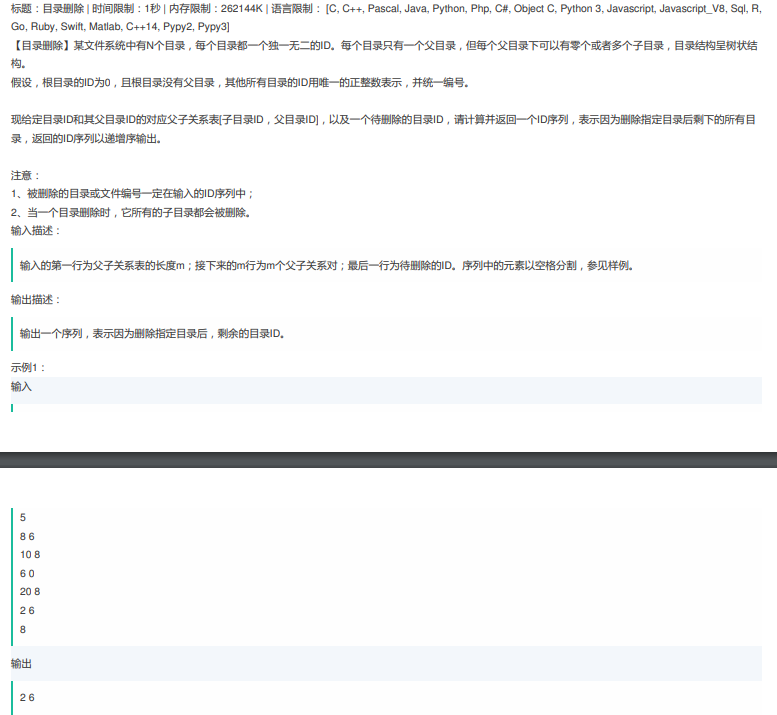 标题：目录删除 | 时间限制：1秒 | 内存限制：262144K | 语言限制： [C, C++, Pascal, Java, Python, Php, C#, Object C, Python 3, Javascript, Javascript_V8, Sql, R,
Go, Ruby, Swift, Matlab, C++14, Pypy2, Pypy3]
【目录删除】某文件系统中有N个目录，每个目录都一个独一无二的ID。每个目录只有一个父目录，但每个父目录下可以有零个或者多个子目录，目录结构呈树状结
构。
假设，根目录的ID为0，且根目录没有父目录，其他所有目录的ID用唯一的正整数表示，并统一编号。
现给定目录ID和其父目录ID的对应父子关系表[子目录ID，父目录ID]，以及一个待删除的目录ID，请计算并返回一个ID序列，表示因为删除指定目录后剩下的所有目
录，返回的ID序列以递增序输出。
注意：
1、被删除的目录或文件编号一定在输入的ID序列中；
2、当一个目录删除时，它所有的子目录都会被删除。
输入描述：
输入的第一行为父子关系表的长度m；接下来的m行为m个父子关系对；最后一行为待删除的ID。序列中的元素以空格分割，参见样例。
输出描述：
输出一个序列，表示因为删除指定目录后，剩余的目录ID。
示例1：
输入
5
8 6
10 8
6 0
20 8
2 6
8
输出
2 6